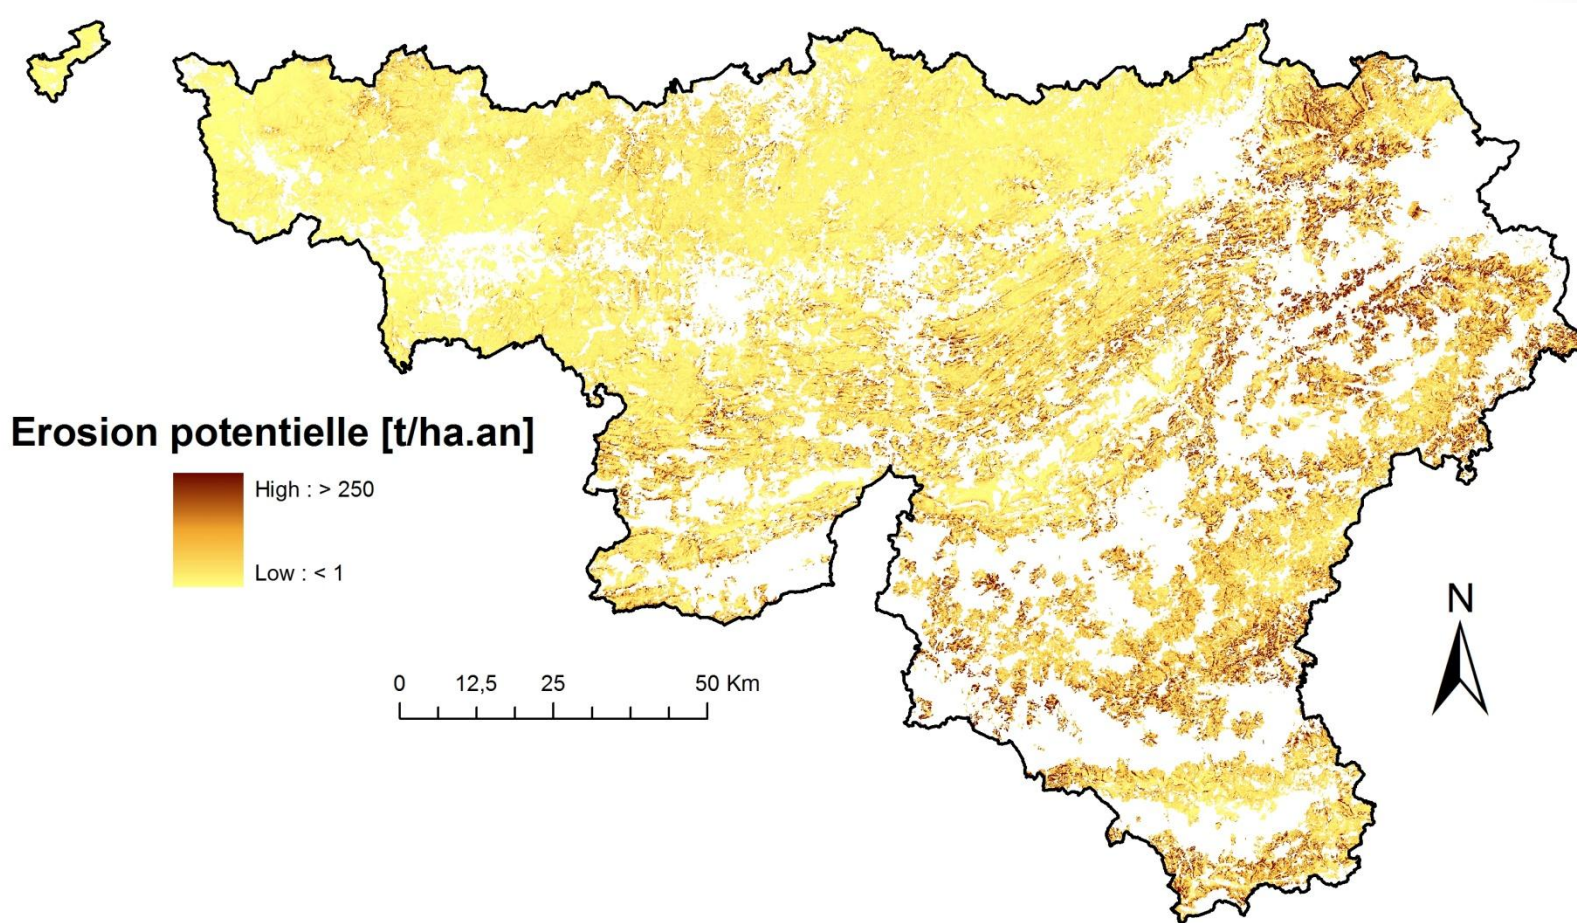 Erosion potentielle [t/ha.an]
High : > 250
Low : < 1
0 12,5 25 50 Km
N